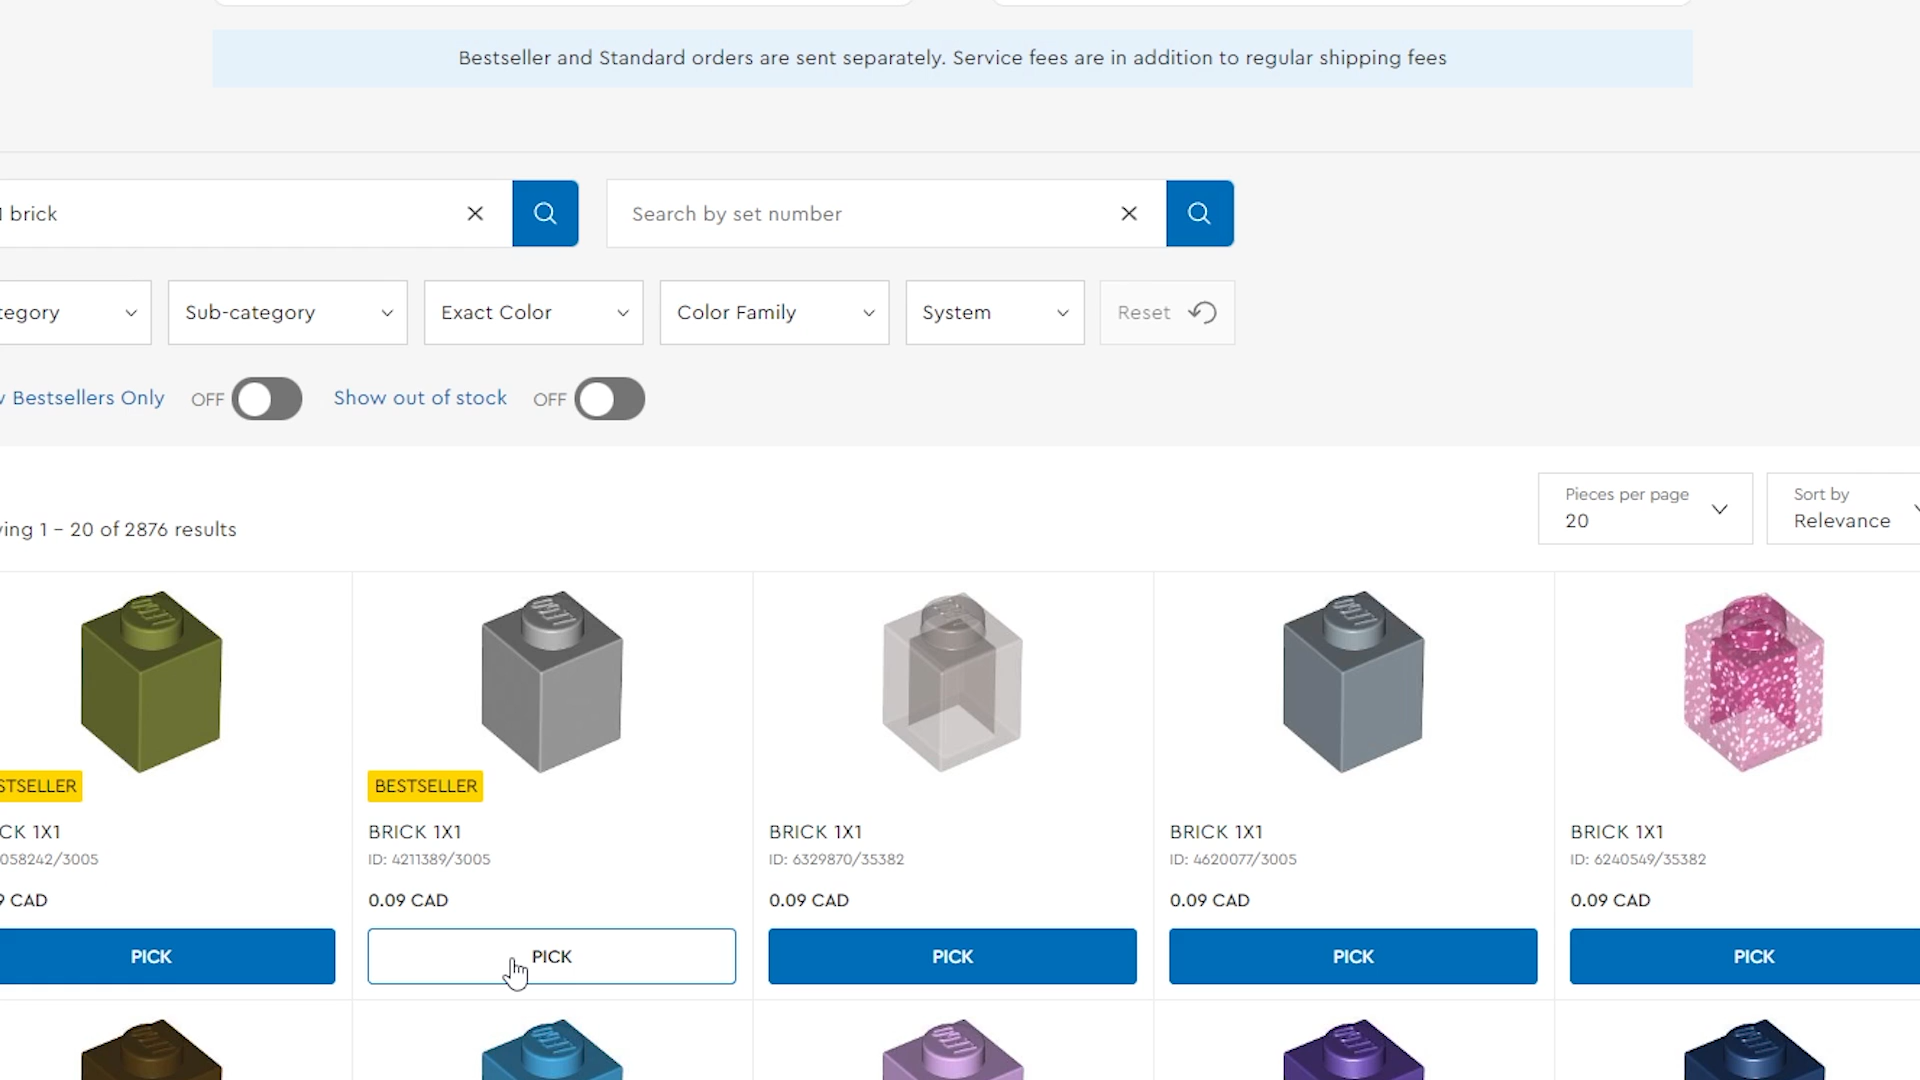 Bestseller and Standard orders are sent separately. Service fees are in addition to regular shipping fees
brick
Search by set number
tegory
Sub-category
Exact Color
Color Family
System
Reset
Bestsellers Only OFF
Show out of stock OFF
Pieces per page
20
Sort by
Relevance
ving 1 - 20 of 2876 results
STSELLER
BESTSELLER
CK 1X1
BRICK 1X1
BRICK 1X1
BRICK 1X1
BRICK 1X1
058242/3005
ID: 4211389/3005
ID: 6329870/35382
ID: 4620077/3005
ID: 6240549/35382
9 CAD
0.09 CAD
0.09 CAD
0.09 CAD
0.09 CAD
PICK
PICK
PICK
PICK
PICK